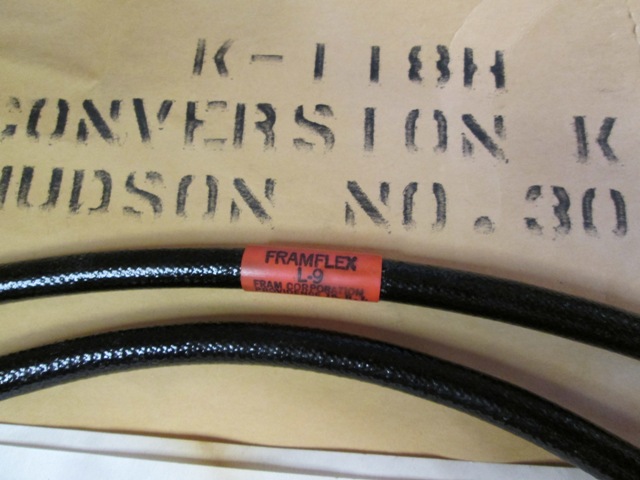 K-118H
CONVERSION K
HUDSON NO.30
FRAMFLEX
L-9
FRAM CORPORATION